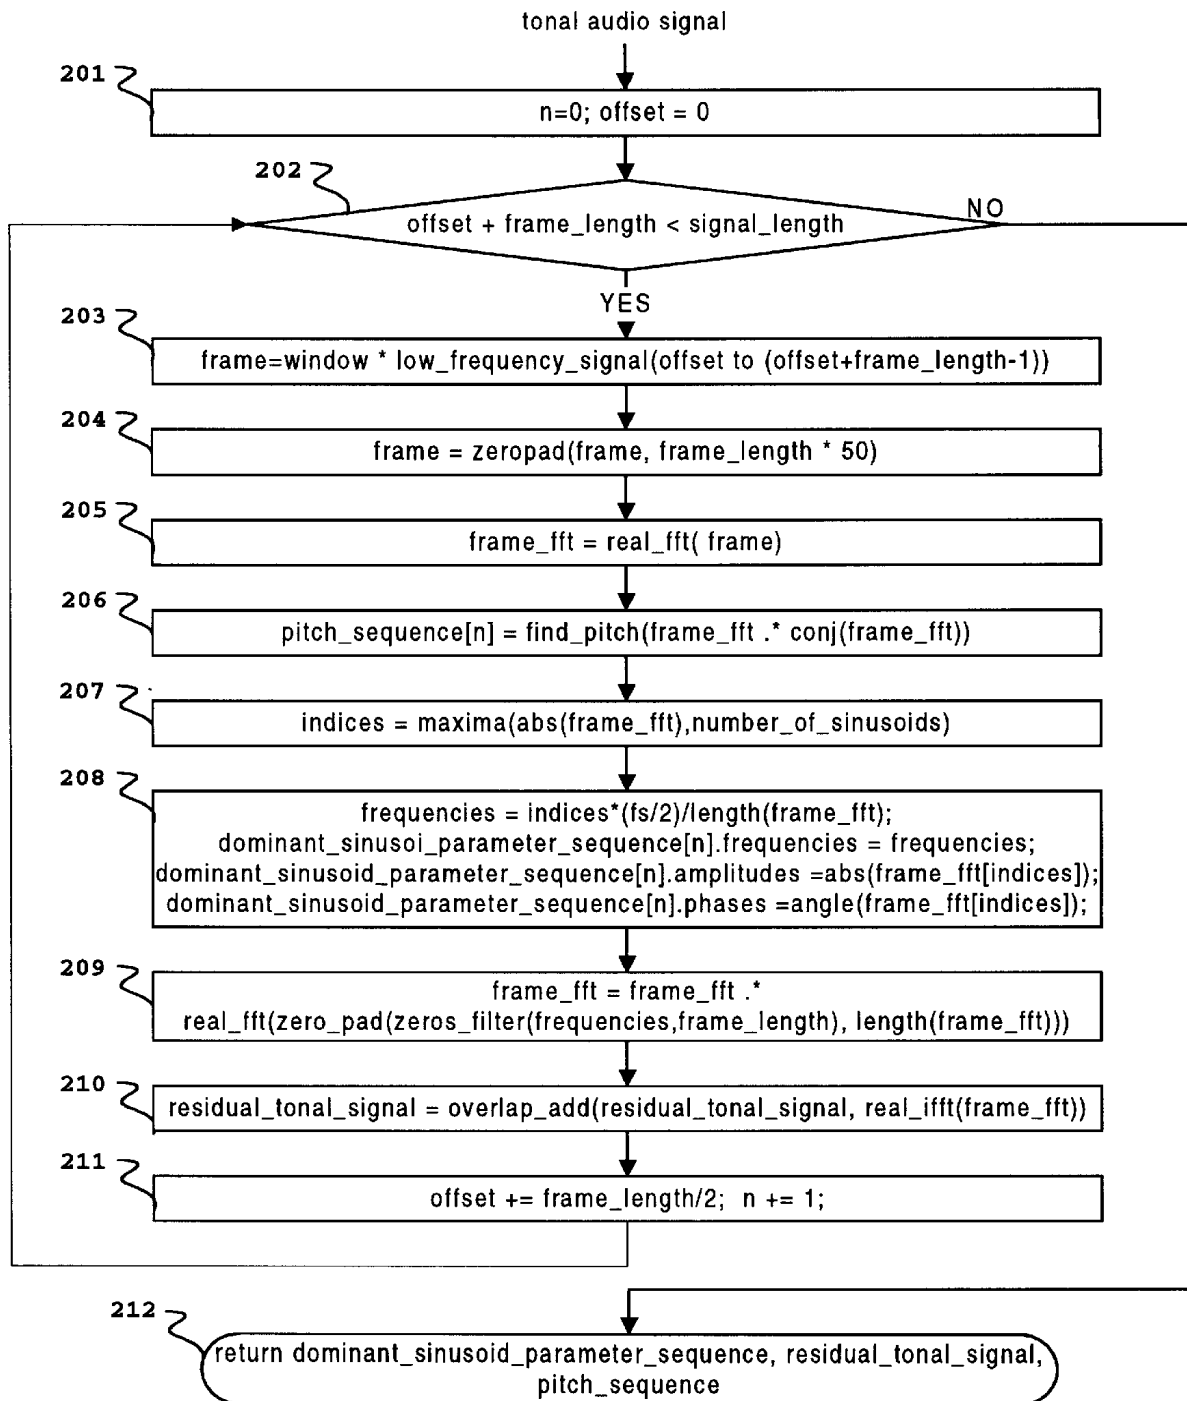 tonal audio signal
201
n=0; offset = 0
202
offset + frame_length < signal_length
NO
YES
203
frame=window * low_frequency_signal(offset to (offset+frame_length-1))
204
frame = zeropad(frame, frame_length * 50)
205
frame_fft = real_fft( frame)
206
pitch_sequence[n] = find_pitch(frame_fft .* conj(frame_fft))
207
indices = maxima(abs(frame_fft),number_of_sinusoids)
208
frequencies = indices*(fs/2)/length(frame_fft);
dominant_sinusoi_parameter_sequence[n].frequencies = frequencies;
dominant_sinusoid_parameter_sequence[n].amplitudes =abs(frame_fft[indices]);
dominant_sinusoid_parameter_sequence[n].phases =angle(frame_fft[indices]);
209
frame_fft = frame_fft .*
real_fft(zero_pad(zeros_filter(frequencies,frame_length), length(frame_fft)))
210
residual_tonal_signal = overlap_add(residual_tonal_signal, real_ifft(frame_fft))
211
offset += frame_length/2; n += 1;
212
return dominant_sinusoid_parameter_sequence, residual_tonal_signal,
pitch_sequence